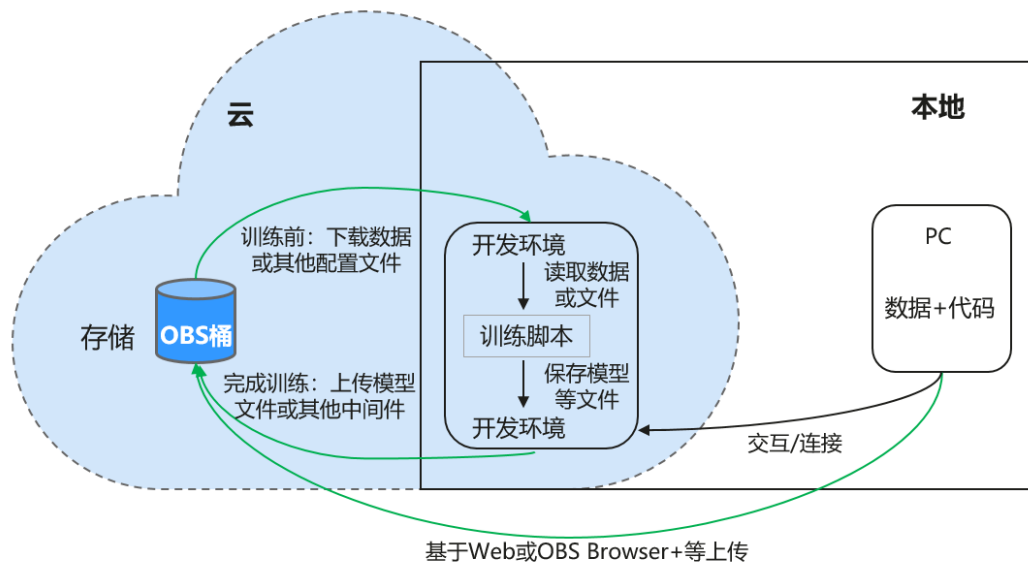 云
本地
训练前：下载数据
或其他配置文件
开发环境
读取数据
或文件
PC
数据+代码
存储
OBS桶
训练脚本
完成训练：上传模型
文件或其他中间件
保存模型
等文件
开发环境
交互/连接
基于Web或OBS Browser+等上传